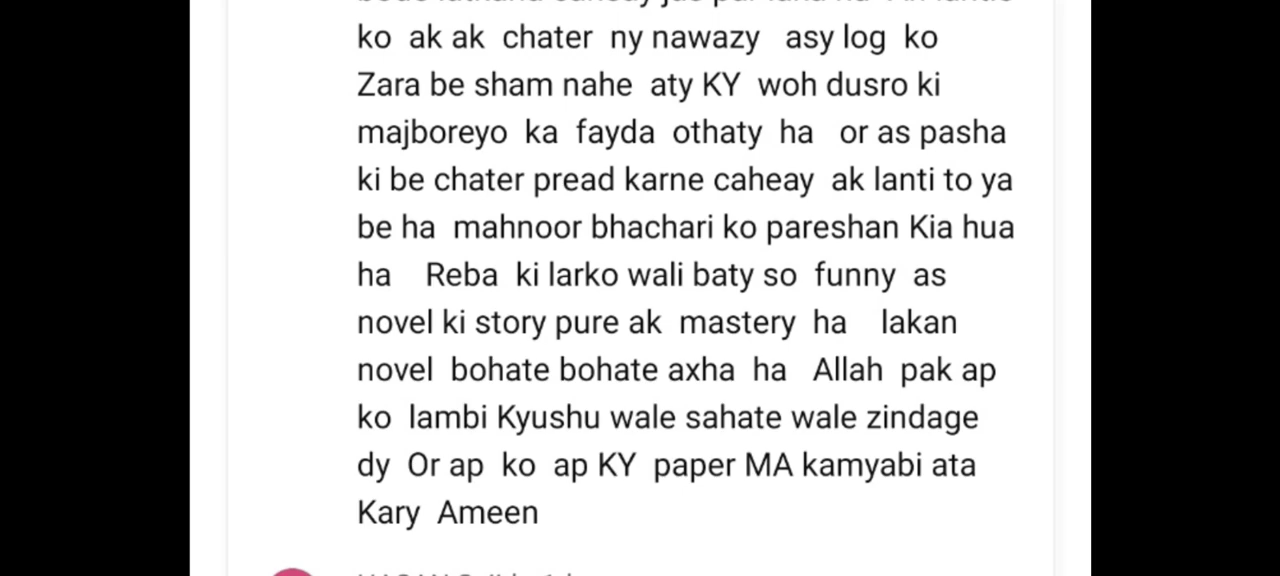 ko ak ak chater ny nawazy asy log ko
Zara be sham nahe aty KY woh dusro ki
majboreyo ka fayda othaty ha or as pasha
ki be chater pread karne caheay ak lanti to ya
be ha mahnoor bhachari ko pareshan Kia hua
ha Reba ki larko wali baty so funny as
novel ki story pure ak mastery ha lakan
novel bohate bohate axha ha Allah pak ap
ko lambi Kyushu wale sahate wale zindage
dy Or ap ko ap KY paper MA kamyabi ata
Kary Ameen